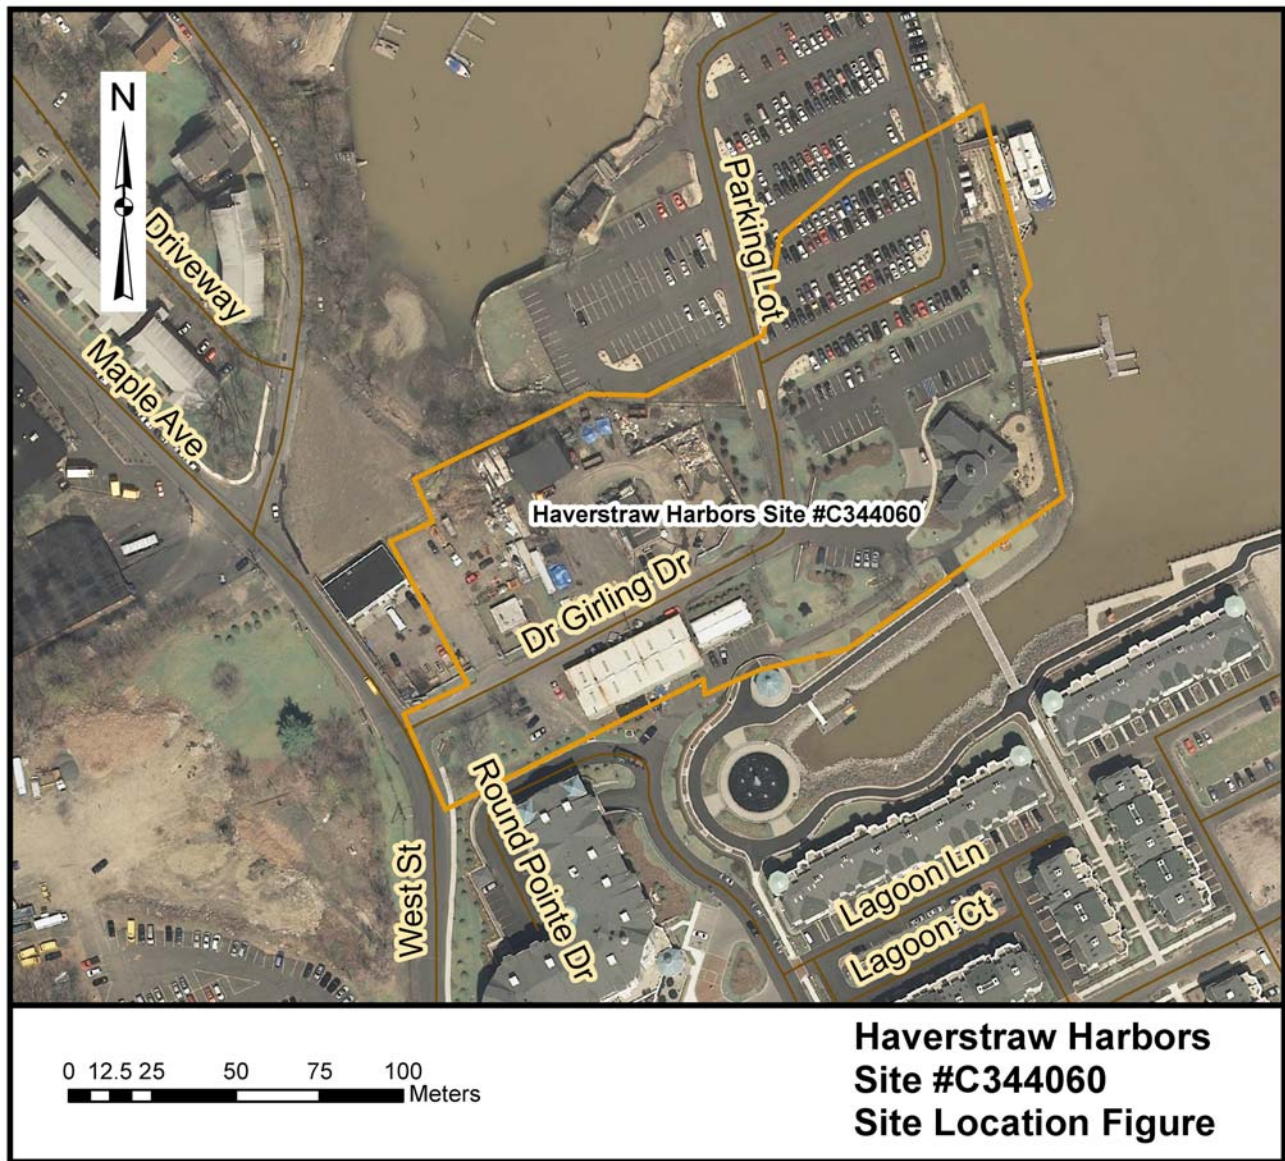 N
Driveway
Maple Ave
Parking Lot
Haverstraw Harbors Site #C344060
Dr Girling Dr
West St
Round Pointe Dr
Lagoon Ln
Lagoon Ct
0 12.5 25 50 75 100
Meters
Haverstraw Harbors
Site #C344060
Site Location Figure